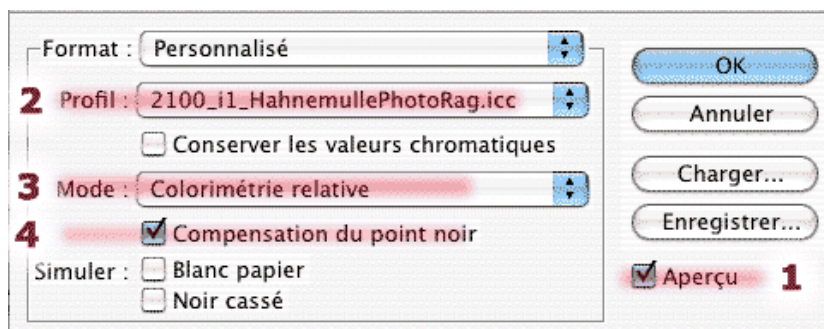 Format : Personnalisé
2 Profil : 2100_i1_HahnemullePhotoRag.icc
Conserver les valeurs chromatiques
3 Mode : Colorimétrie relative
4 Compensation du point noir
Simuler : Blanc papier
Noir cassé
OK
Annuler
Charger...
Enregistrer...
Aperçu 1